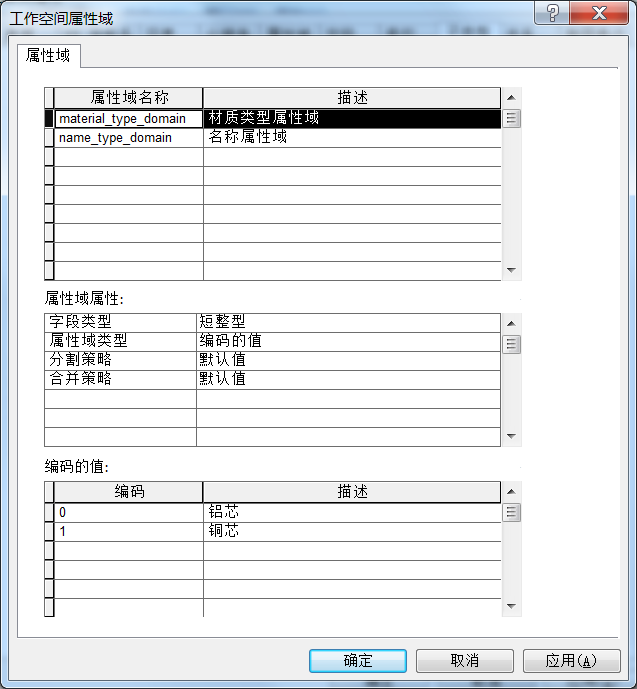 工作空间属性域
属性域
属性域名称 描述
material_type_domain 材质类型属性域
name_type_domain 名称属性域
属性域属性:
字段类型 短整型
属性域类型 编码的值
分割策略 默认值
合并策略 默认值
编码的值:
编码 描述
0 铝芯
1 铜芯
确定 取消 应用(A)